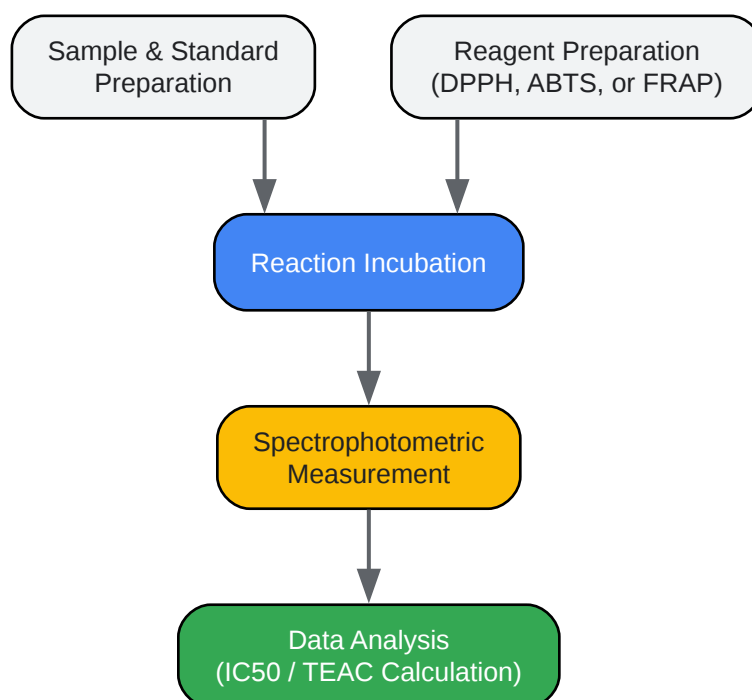 Sample & Standard
Preparation
Reagent Preparation
(DPPH, ABTS, or FRAP)
Reaction Incubation
Spectrophotometric
Measurement
Data Analysis
(IC50 / TEAC Calculation)